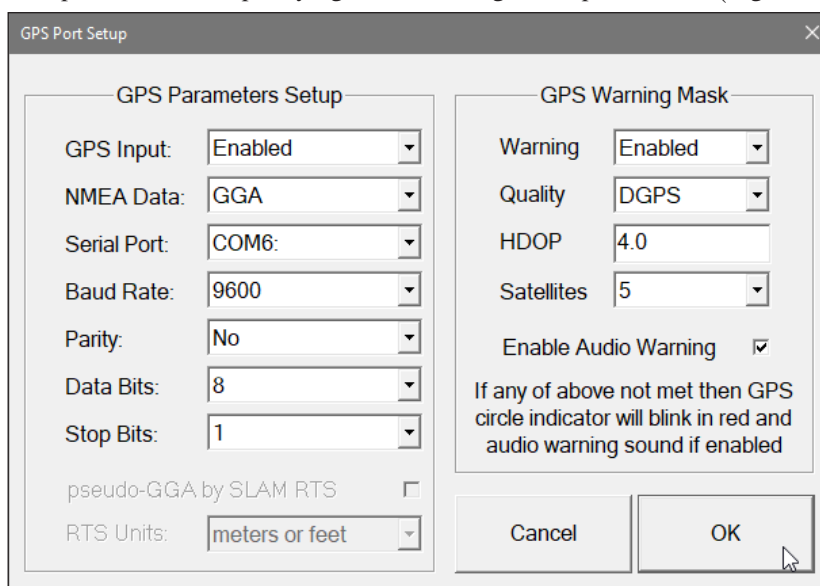 GPS Port Setup
GPS Parameters Setup
GPS Input: Enabled
NMEA Data: GGA
Serial Port: COM6:
Baud Rate: 9600
Parity: No
Data Bits: 8
Stop Bits: 1
pseudo-GGA by SLAM RTS
RTS Units: meters or feet
GPS Warning Mask
Warning Enabled
Quality DGPS
HDOP 4.0
Satellites 5
Enable Audio Warning
If any of above not met then GPS
circle indicator will blink in red and
audio warning sound if enabled
Cancel OK